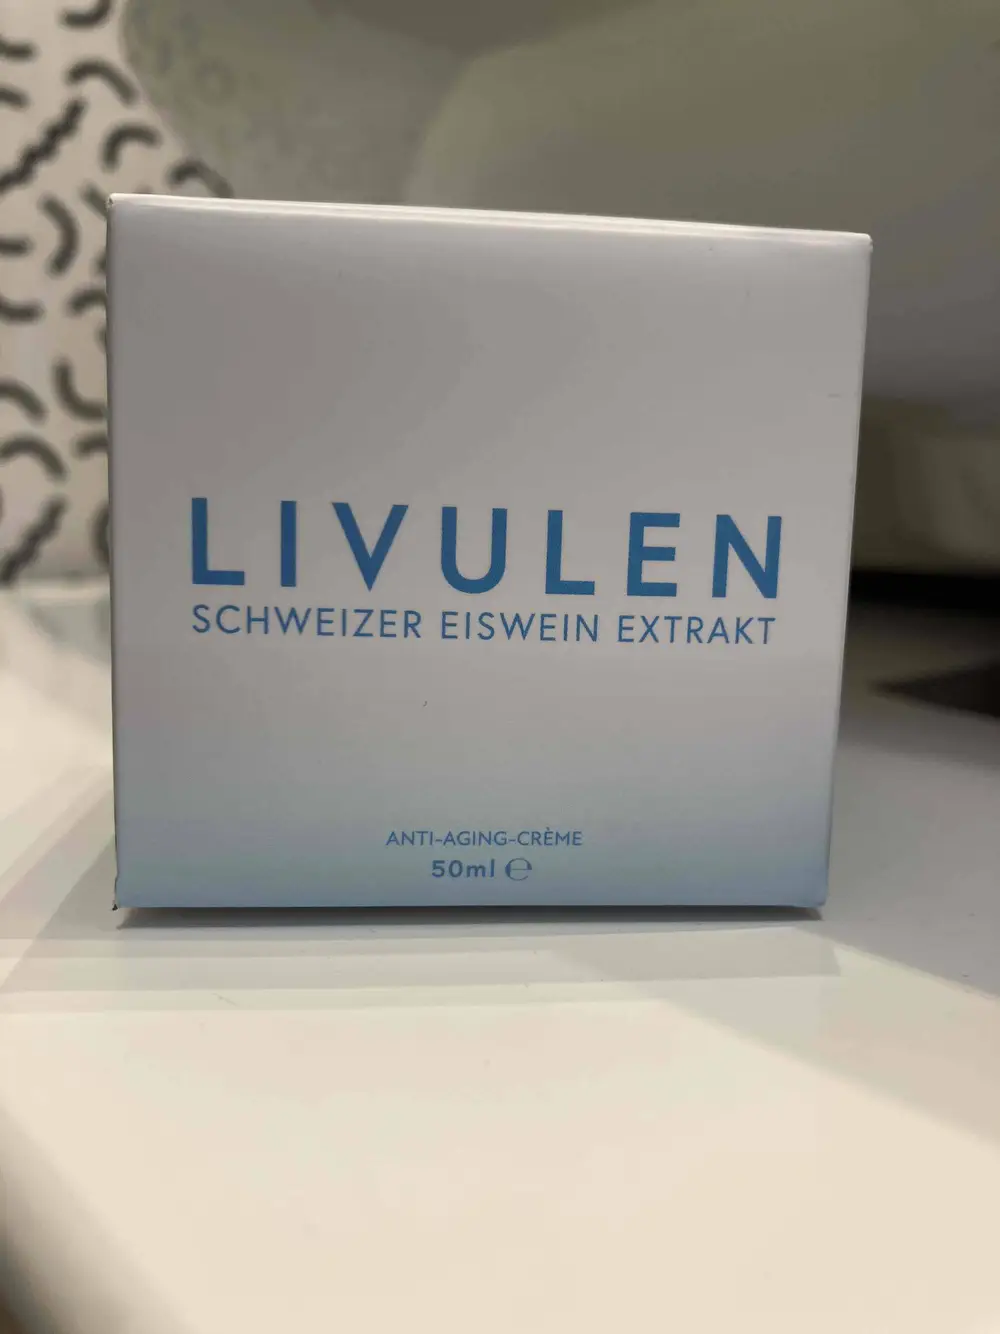 LIVULEN
SCHWEIZER EISWEIN EXTRAKT
ANTI-AGING-CRÈME
50ml ℮